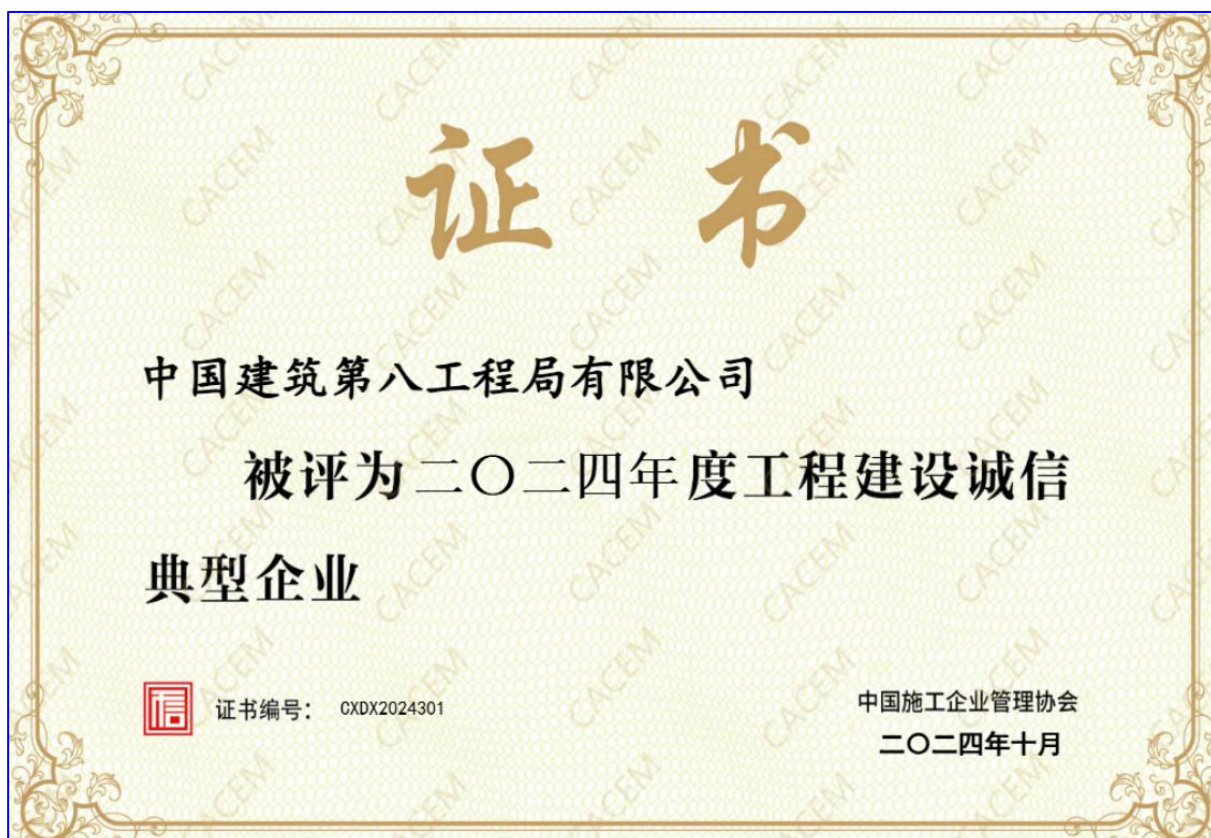 证 书
中国建筑第八工程局有限公司
被评为二〇二四年度工程建设诚信
典型企业
信 证书编号: CXDX2024301
中国施工企业管理协会
二〇二四年十月
CACEM